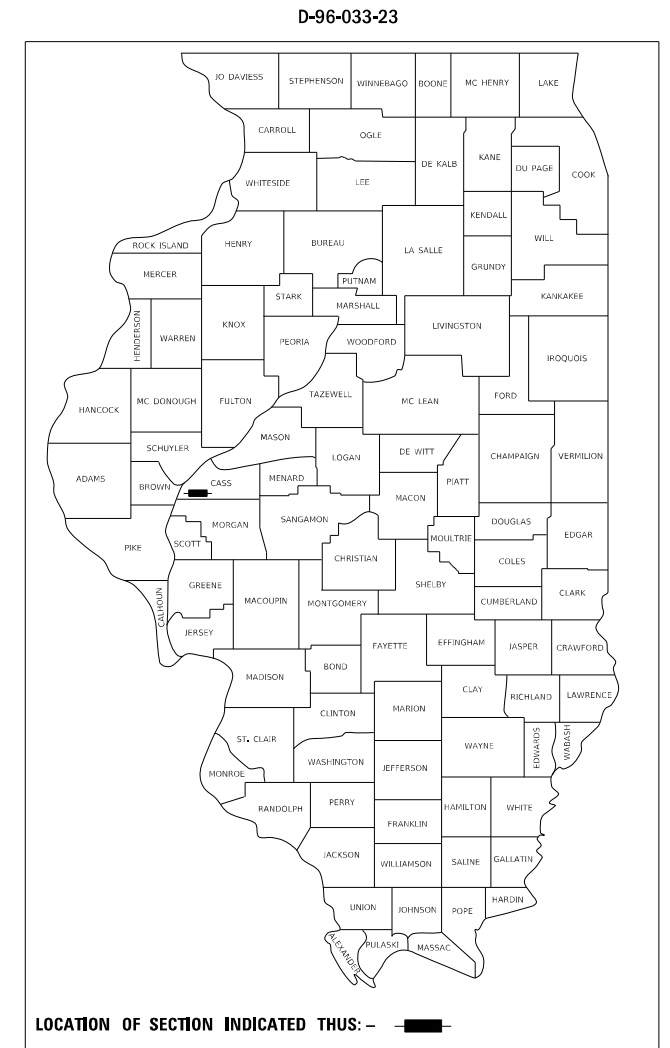 D-96-033-23
JO DAVIESS
STEPHENSON
WINNEBAGO
BOONE
MC HENRY
LAKE
CARROLL
OGLE
DE KALB
KANE
DU PAGE
COOK
WHITESIDE
LEE
KENDALL
ROCK ISLAND
HENRY
BUREAU
LA SALLE
WILL
MERCER
PUTNAM
GRUNDY
STARK
MARSHALL
KANKAKEE
HENDERSON
WARREN
KNOX
PEORIA
WOODFORD
LIVINGSTON
IROQUOIS
HANCOCK
MC DONOUGH
FULTON
TAZEWELL
MC LEAN
FORD
MASON
SCHUYLER
LOGAN
DE WITT
CHAMPAIGN
VERMILION
ADAMS
BROWN
CASS
MENARD
PIATT
MACON
MORGAN
SANGAMON
DOUGLAS
EDGAR
PIKE
SCOTT
MOULTRIE
CHRISTIAN
COLES
GREENE
SHELBY
CALHOUN
MACOUPIN
MONTGOMERY
CUMBERLAND
CLARK
JERSEY
FAYETTE
EFFINGHAM
JASPER
CRAWFORD
BOND
MADISON
CLAY
RICHLAND
LAWRENCE
CLINTON
MARION
ST. CLAIR
WAYNE
EDWARDS
WABASH
WASHINGTON
JEFFERSON
MONROE
RANDOLPH
PERRY
HAMILTON
WHITE
FRANKLIN
JACKSON
WILLIAMSON
SALINE
GALLATIN
HARDIN
UNION
JOHNSON
POPE
ALEXANDER
PULASKI
MASSAC
LOCATION OF SECTION INDICATED THUS: –